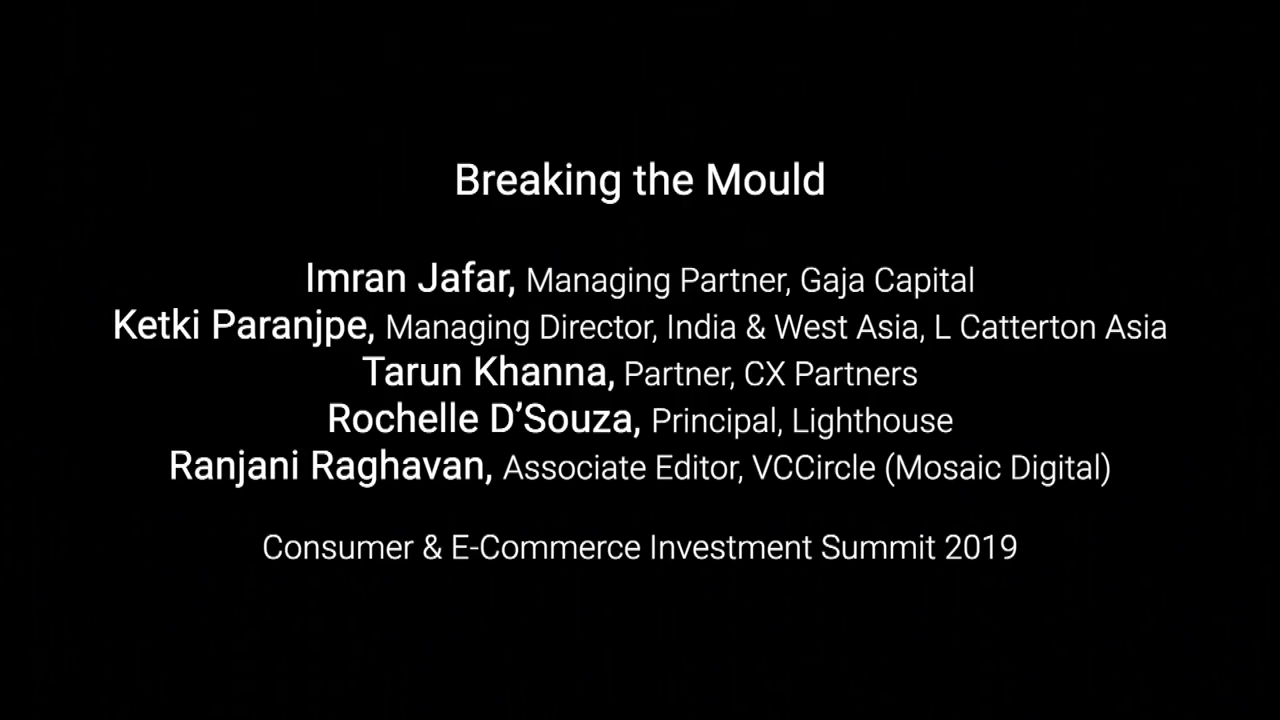 Breaking the Mould
Imran Jafar, Managing Partner, Gaja Capital
Ketki Paranjpe, Managing Director, India & West Asia, L Catterton Asia
Tarun Khanna, Partner, CX Partners
Rochelle D’Souza, Principal, Lighthouse
Ranjani Raghavan, Associate Editor, VCCircle (Mosaic Digital)
Consumer & E-Commerce Investment Summit 2019